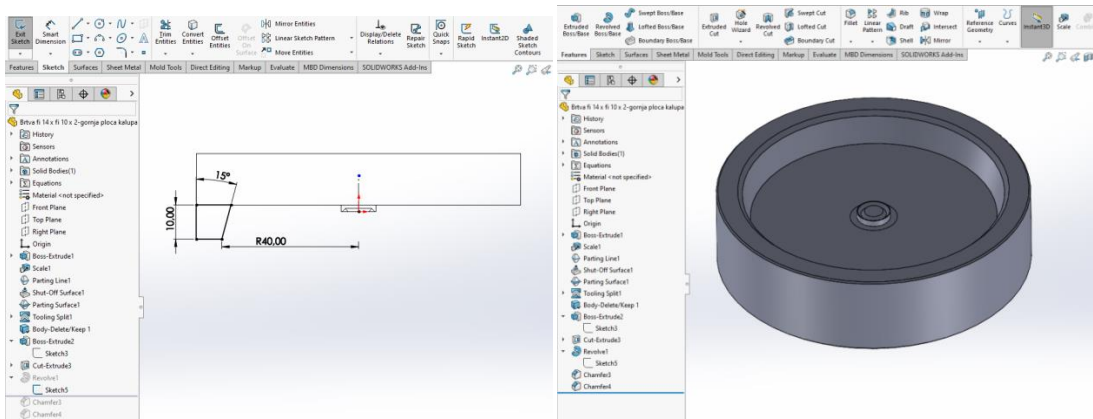 Exit Sketch
Smart Dimension
Trim Entities
Convert Entities
Offset Entities
Offset On Surface
Mirror Entities
Linear Sketch Pattern
Move Entities
Display/Delete Relations
Repair Sketch
Quick Snaps
Rapid Sketch
Instant2D
Shaded Sketch Contours
Features Sketch Surfaces Sheet Metal Mold Tools Direct Editing Markup Evaluate MBD Dimensions SOLIDWORKS Add-Ins
Brtva fi 14 x fi 10 x 2-gornja ploca kalupa
History
Sensors
Annotations
Solid Bodies(1)
Equations
Material <not specified>
Front Plane
Top Plane
Right Plane
Origin
Boss-Extrude1
Scale1
Parting Line1
Shut-Off Surface1
Parting Surface1
Tooling Split1
Body-Delete/Keep 1
Boss-Extrude2
Sketch3
Cut-Extrude3
Revolve1
Sketch5
Chamfer3
Chamfer4
15°
10,00
R40,00
Extruded Boss/Base
Revolved Boss/Base
Swept Boss/Base
Lofted Boss/Base
Boundary Boss/Base
Extruded Cut
Hole Wizard
Revolved Cut
Swept Cut
Lofted Cut
Boundary Cut
Fillet
Linear Pattern
Rib
Draft
Shell
Wrap
Intersect
Mirror
Reference Geometry
Curves
Instant3D
Scale
Features Sketch Surfaces Sheet Metal Mold Tools Direct Editing Markup Evaluate MBD Dimensions SOLIDWORKS Add-Ins
Brtva fi 14 x fi 10 x 2-gornja ploca kalupa
History
Sensors
Annotations
Solid Bodies(1)
Equations
Material <not specified>
Front Plane
Top Plane
Right Plane
Origin
Boss-Extrude1
Scale1
Parting Line1
Shut-Off Surface1
Parting Surface1
Tooling Split1
Body-Delete/Keep 1
Boss-Extrude2
Sketch3
Cut-Extrude3
Revolve1
Sketch5
Chamfer3
Chamfer4